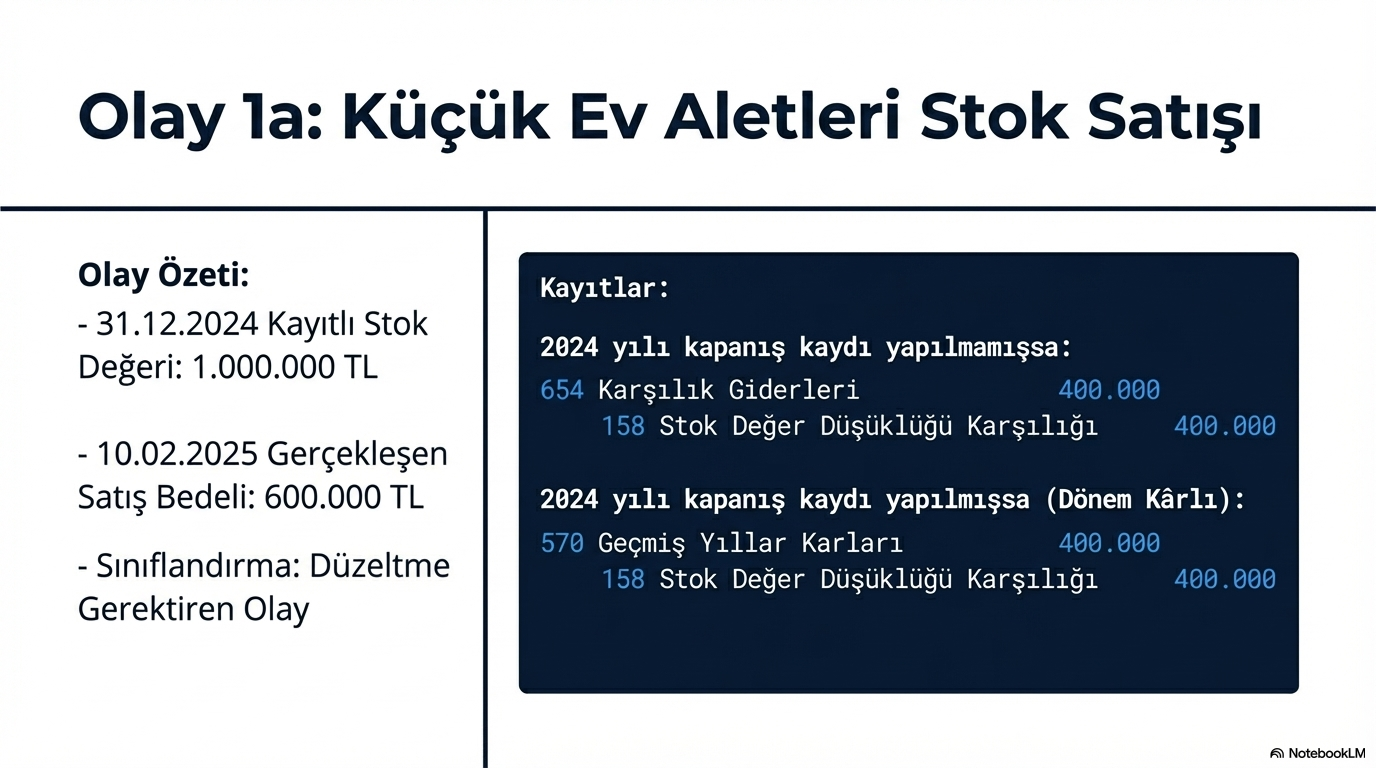 Olay 1a: Küçük Ev Aletleri Stok Satışı
Olay Özeti:
- 31.12.2024 Kayıtlı Stok
Değeri: 1.000.000 TL
- 10.02.2025 Gerçekleşen
Satış Bedeli: 600.000 TL
- Sınıflandırma: Düzeltme
Gerektiren Olay
Kayıtlar:
2024 yılı kapanış kaydı yapılmamışsa:
654 Karşılık Giderleri 400.000
158 Stok Değer Düşüklüğü Karşılığı 400.000
2024 yılı kapanış kaydı yapılmışsa (Dönem Kârlı):
570 Geçmiş Yıllar Karları 400.000
158 Stok Değer Düşüklüğü Karşılığı 400.000
NotebookLM